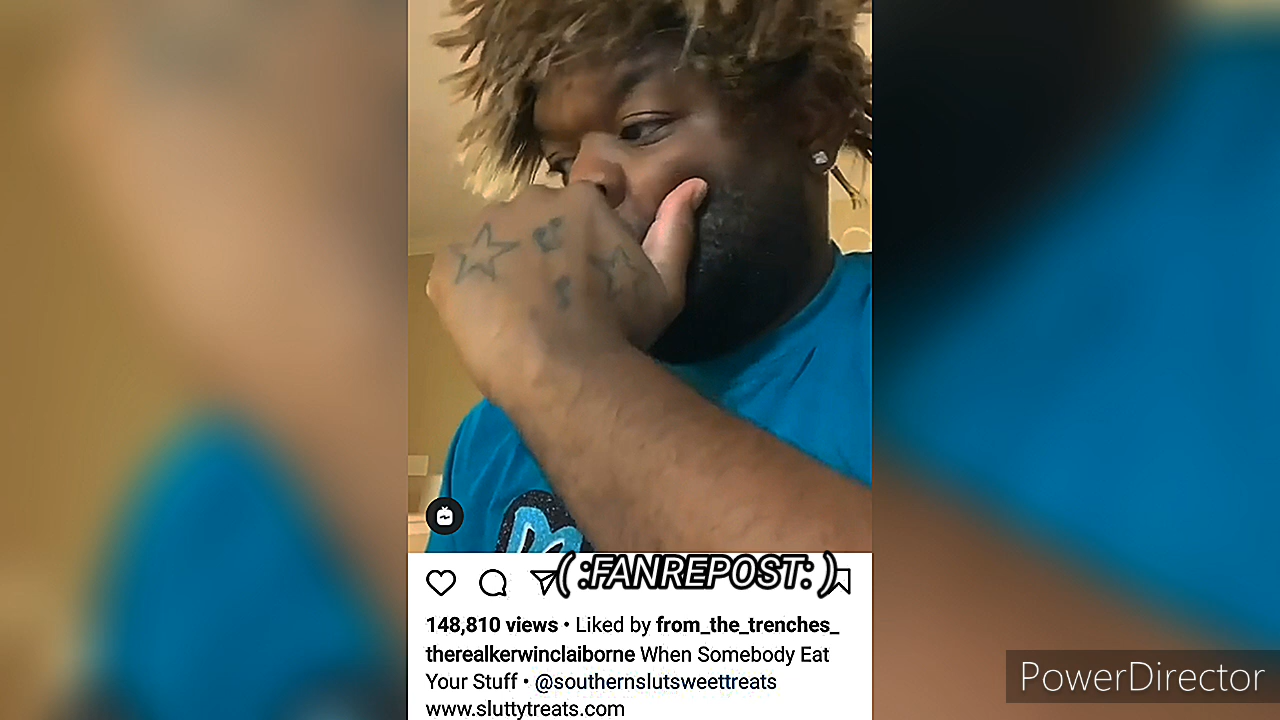 (:FANREPOST:)
148,810 views • Liked by from_the_trenches_
therealkerwinclaiborne When Somebody Eat
Your Stuff • @southernslutsweettreats
www.sluttytreats.com
PowerDirector